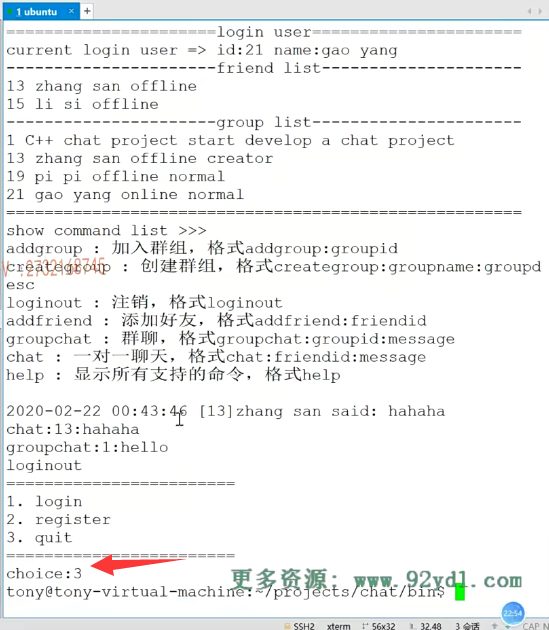 1 ubuntu × +
======================login user======================
current login user => id:21 name:gao yang
----------------------friend list---------------------
13 zhang san offline
15 li si offline
----------------------group list----------------------
1 C++ chat project start develop a chat project
13 zhang san offline creator
19 pi pi offline normal
21 gao yang online normal
======================================================
show command list >>>
addgroup : 加入群组，格式addgroup:groupid
creategroup : 创建群组，格式creategroup:groupname:groupd
esc
loginout : 注销，格式loginout
addfriend : 添加好友，格式addfriend:friendid
groupchat : 群聊，格式groupchat:groupid:message
chat : 一对一聊天，格式chat:friendid:message
help : 显示所有支持的命令，格式help
2020-02-22 00:43:46 [13]zhang san said: hahaha
chat:13:hahaha
groupchat:1:hello
loginout
========================
1. login
2. register
3. quit
========================
choice:3
更多资源：www.92ydl.com
tony@tony-virtual-machine:~/projects/chat/bin$
22:54
SSH2 xterm 56x32 32,48 3 会话 CAP N